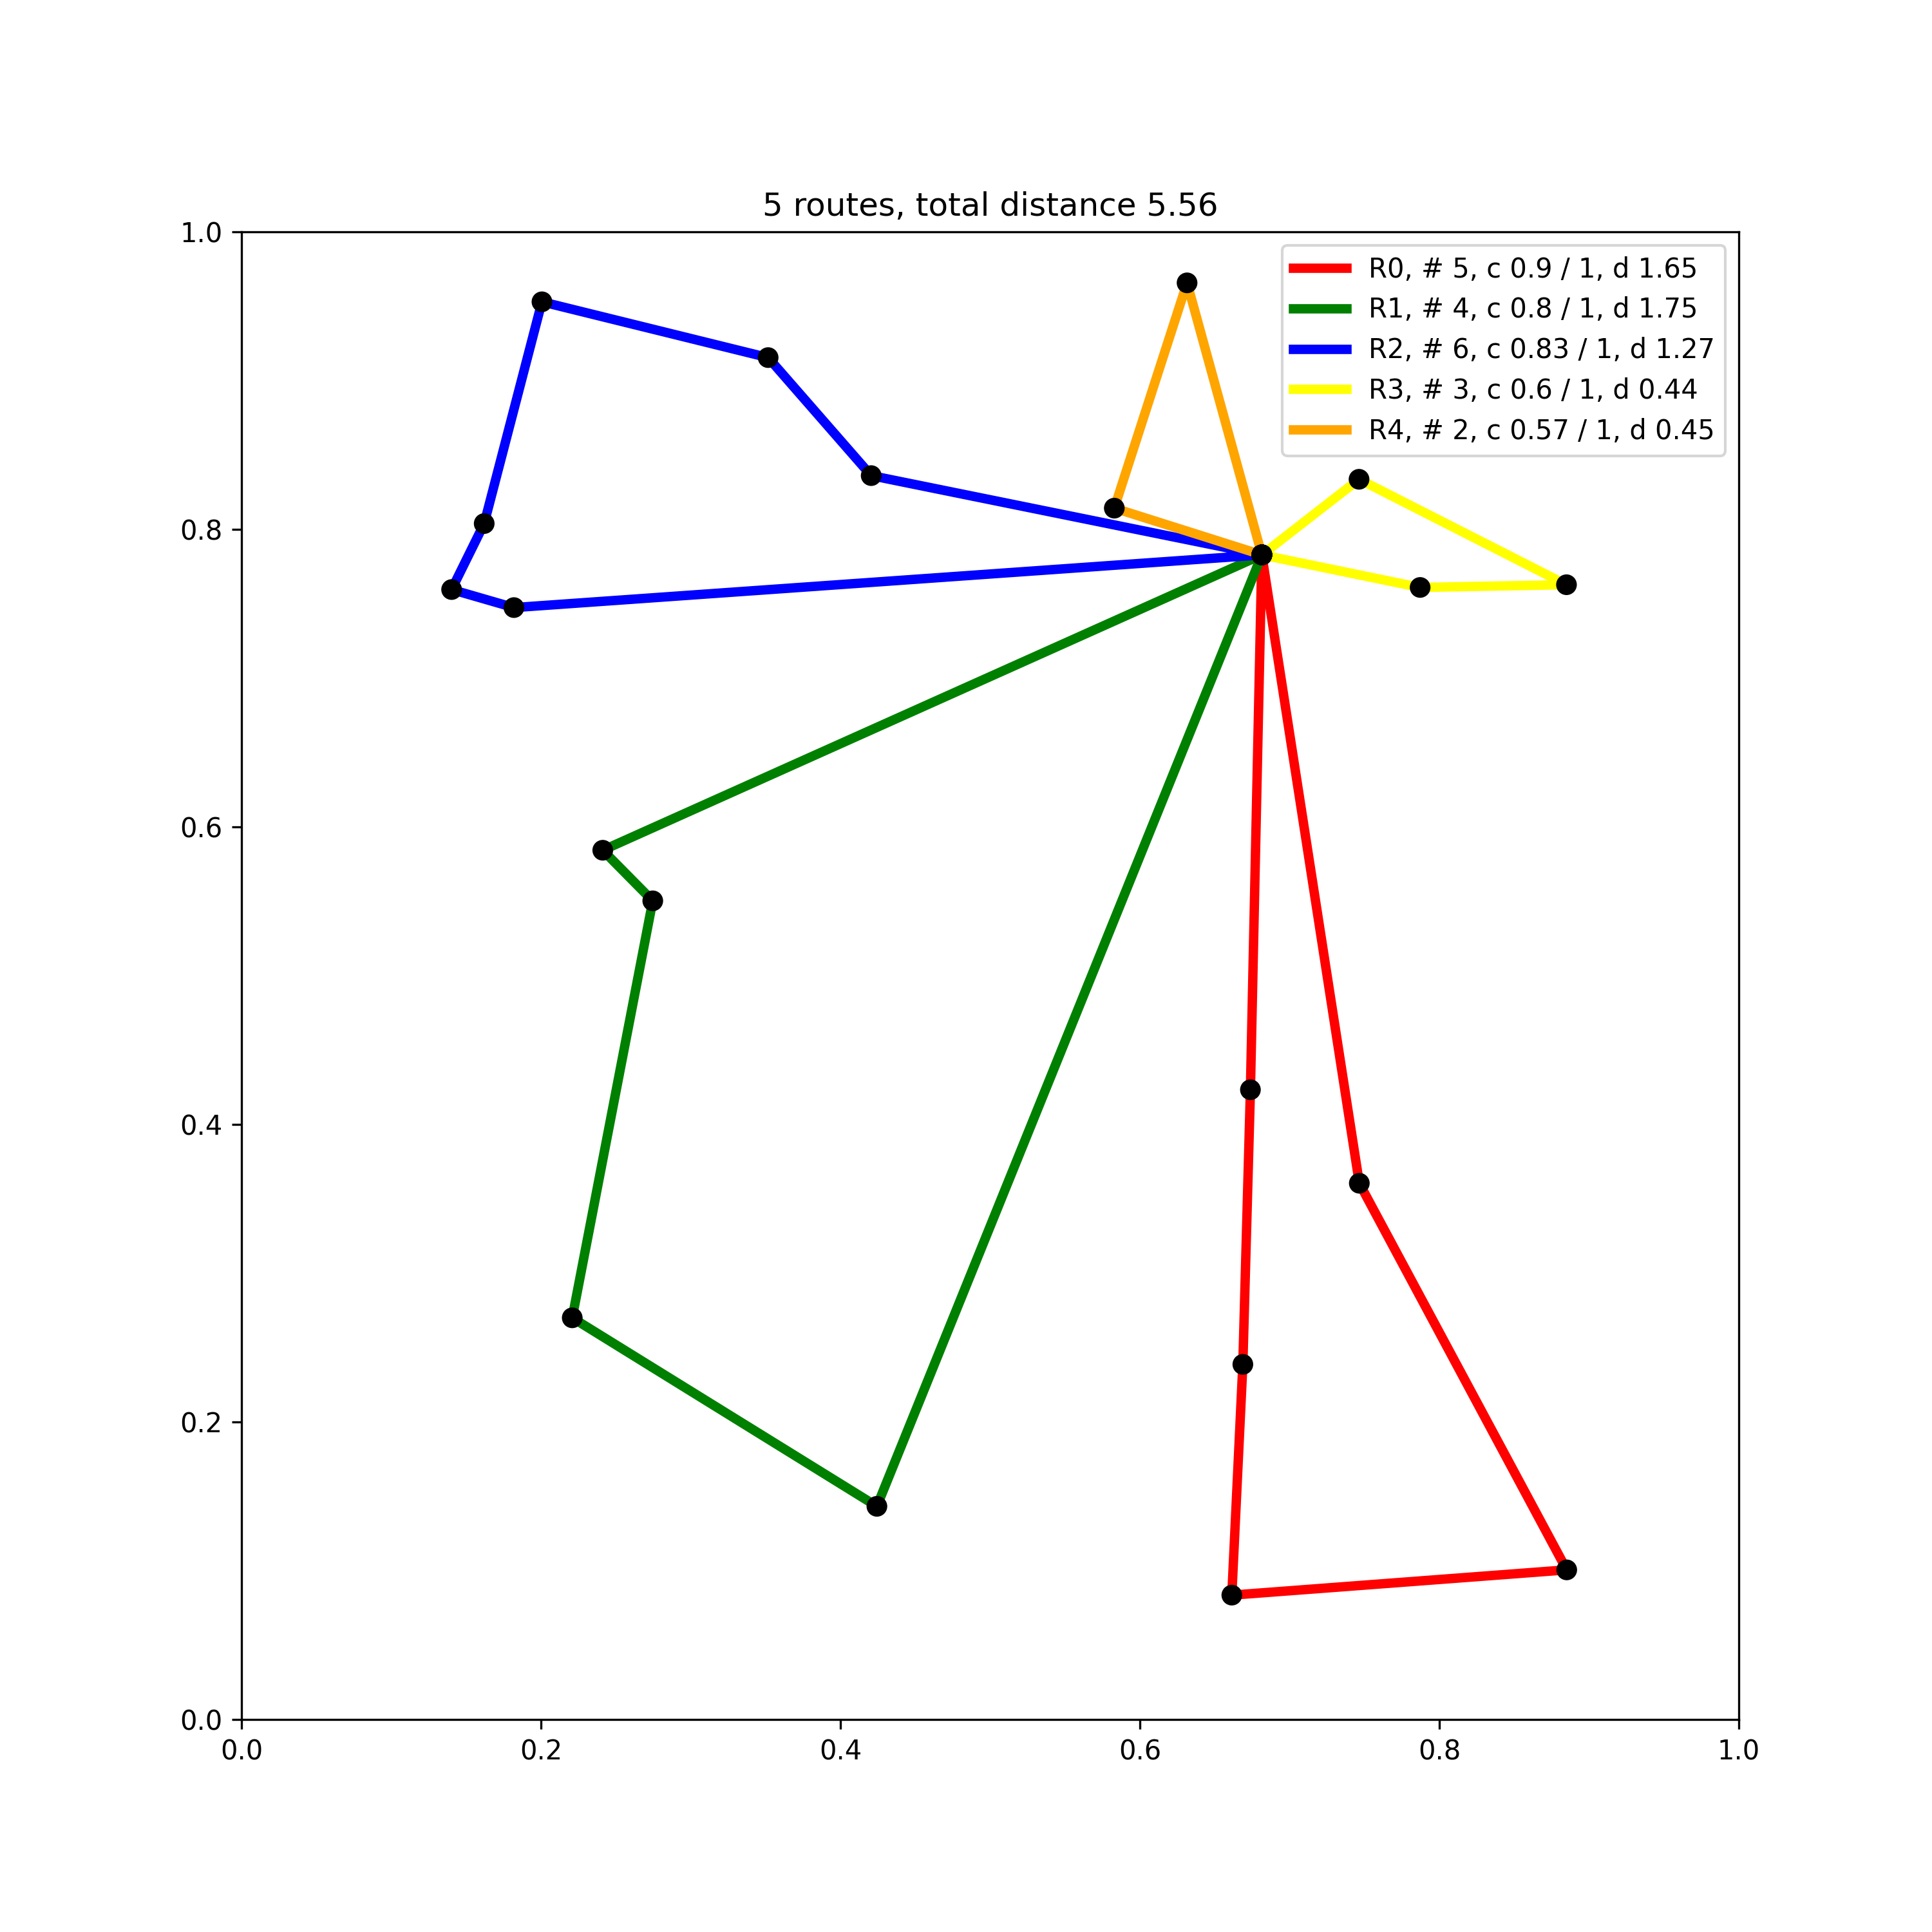 5 routes, total distance 5.56
1.0
R0, # 5, c 0.9 / 1, d 1.65
R1, # 4, c 0.8 / 1, d 1.75
R2, # 6, c 0.83 / 1, d 1.27
R3, # 3, c 0.6 / 1, d 0.44
R4, # 2, c 0.57 / 1, d 0.45
0.8
0.6
0.4
0.2
0.0
0.0 0.2 0.4 0.6 0.8 1.0